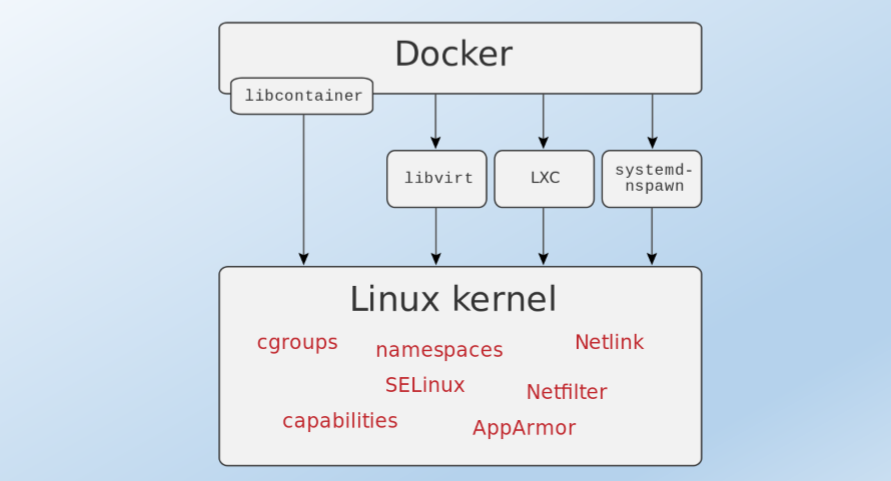 Docker
libcontainer
libvirt
LXC
systemd-
nspawn
Linux kernel
cgroups
namespaces
Netlink
SELinux
Netfilter
capabilities
AppArmor